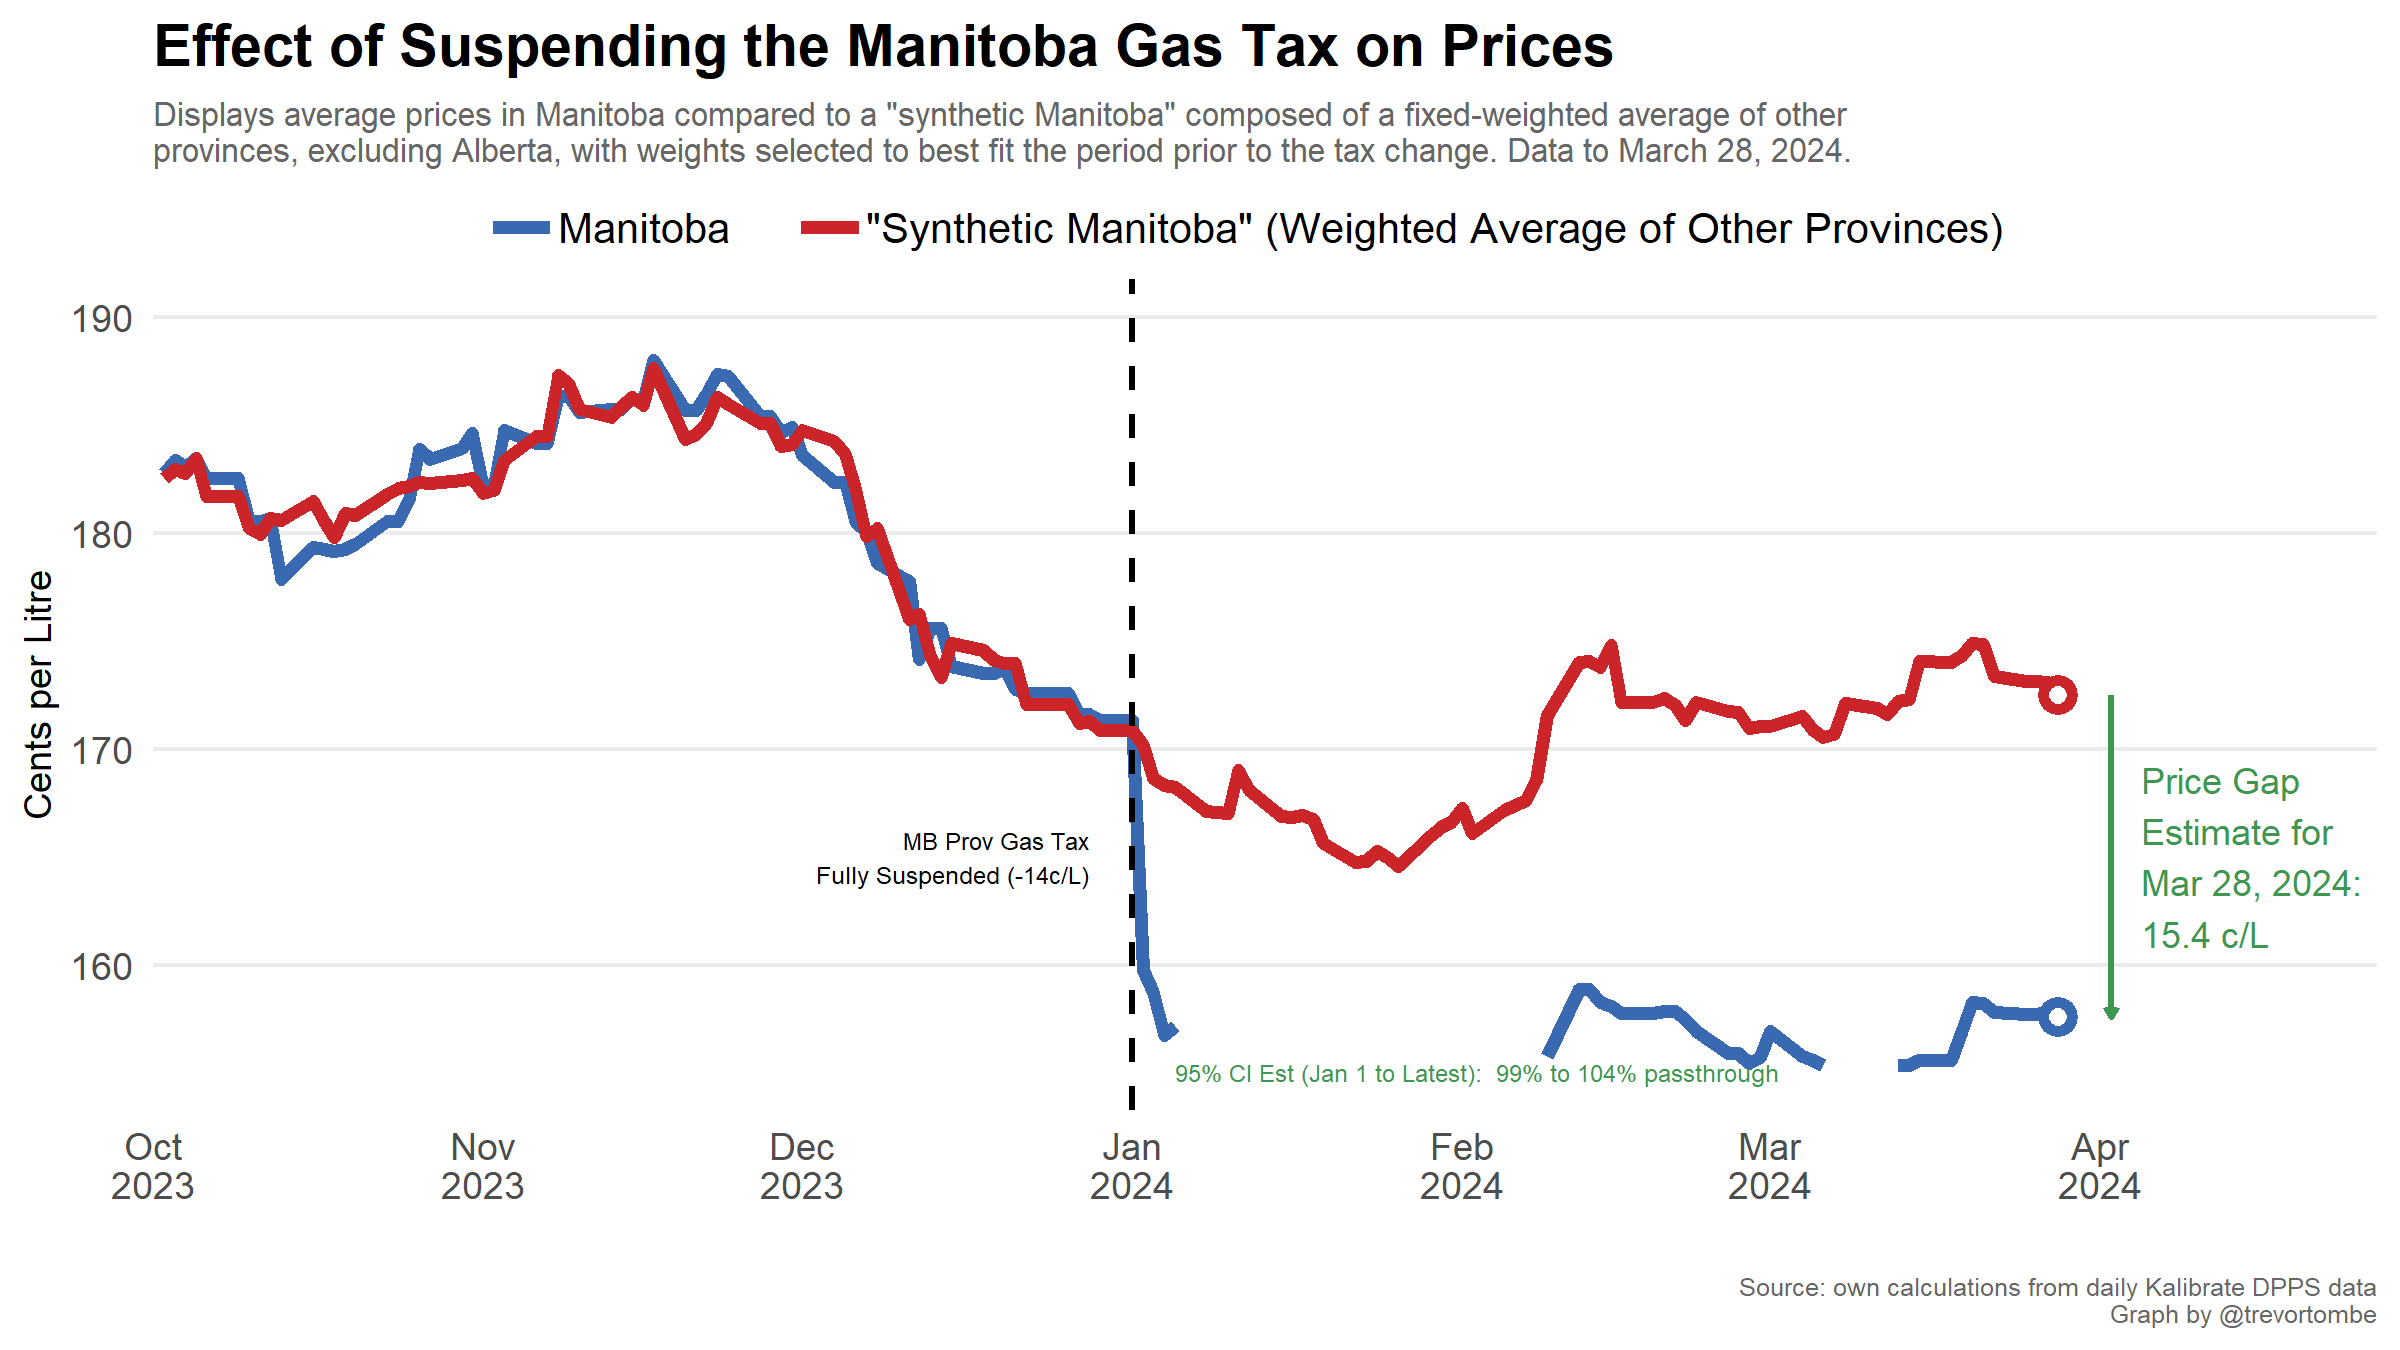 Effect of Suspending the Manitoba Gas Tax on Prices
Displays average prices in Manitoba compared to a "synthetic Manitoba" composed of a fixed-weighted average of other
provinces, excluding Alberta, with weights selected to best fit the period prior to the tax change. Data to March 28, 2024.
Manitoba
"Synthetic Manitoba" (Weighted Average of Other Provinces)
Cents per Litre
190
180
170
160
MB Prov Gas Tax
Fully Suspended (-14c/L)
Price Gap
Estimate for
Mar 28, 2024:
15.4 c/L
95% CI Est (Jan 1 to Latest):  99% to 104% passthrough
Oct
2023
Nov
2023
Dec
2023
Jan
2024
Feb
2024
Mar
2024
Apr
2024
Source: own calculations from daily Kalibrate DPPS data
Graph by @trevortombe